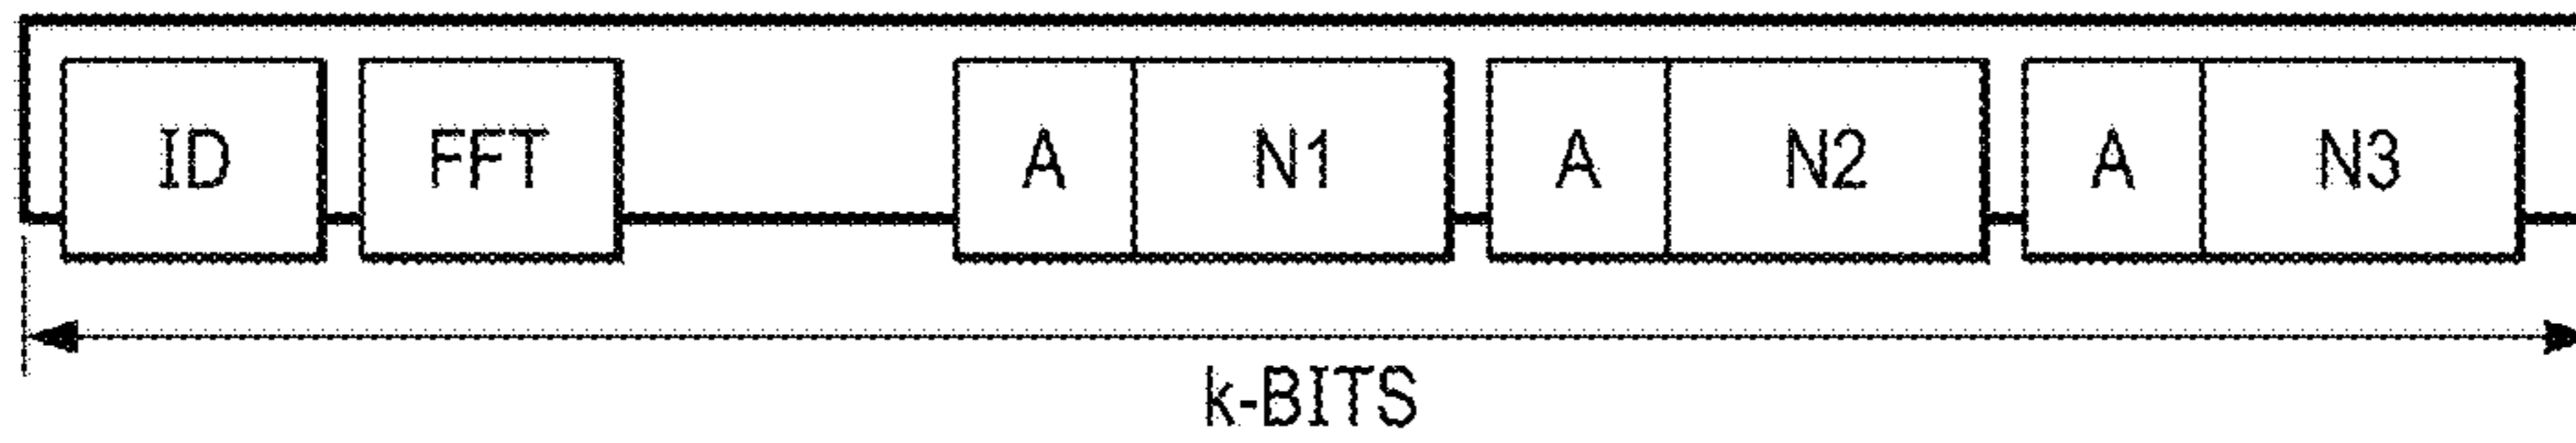 ID FFT A N1 A N2 A N3
k-BITS